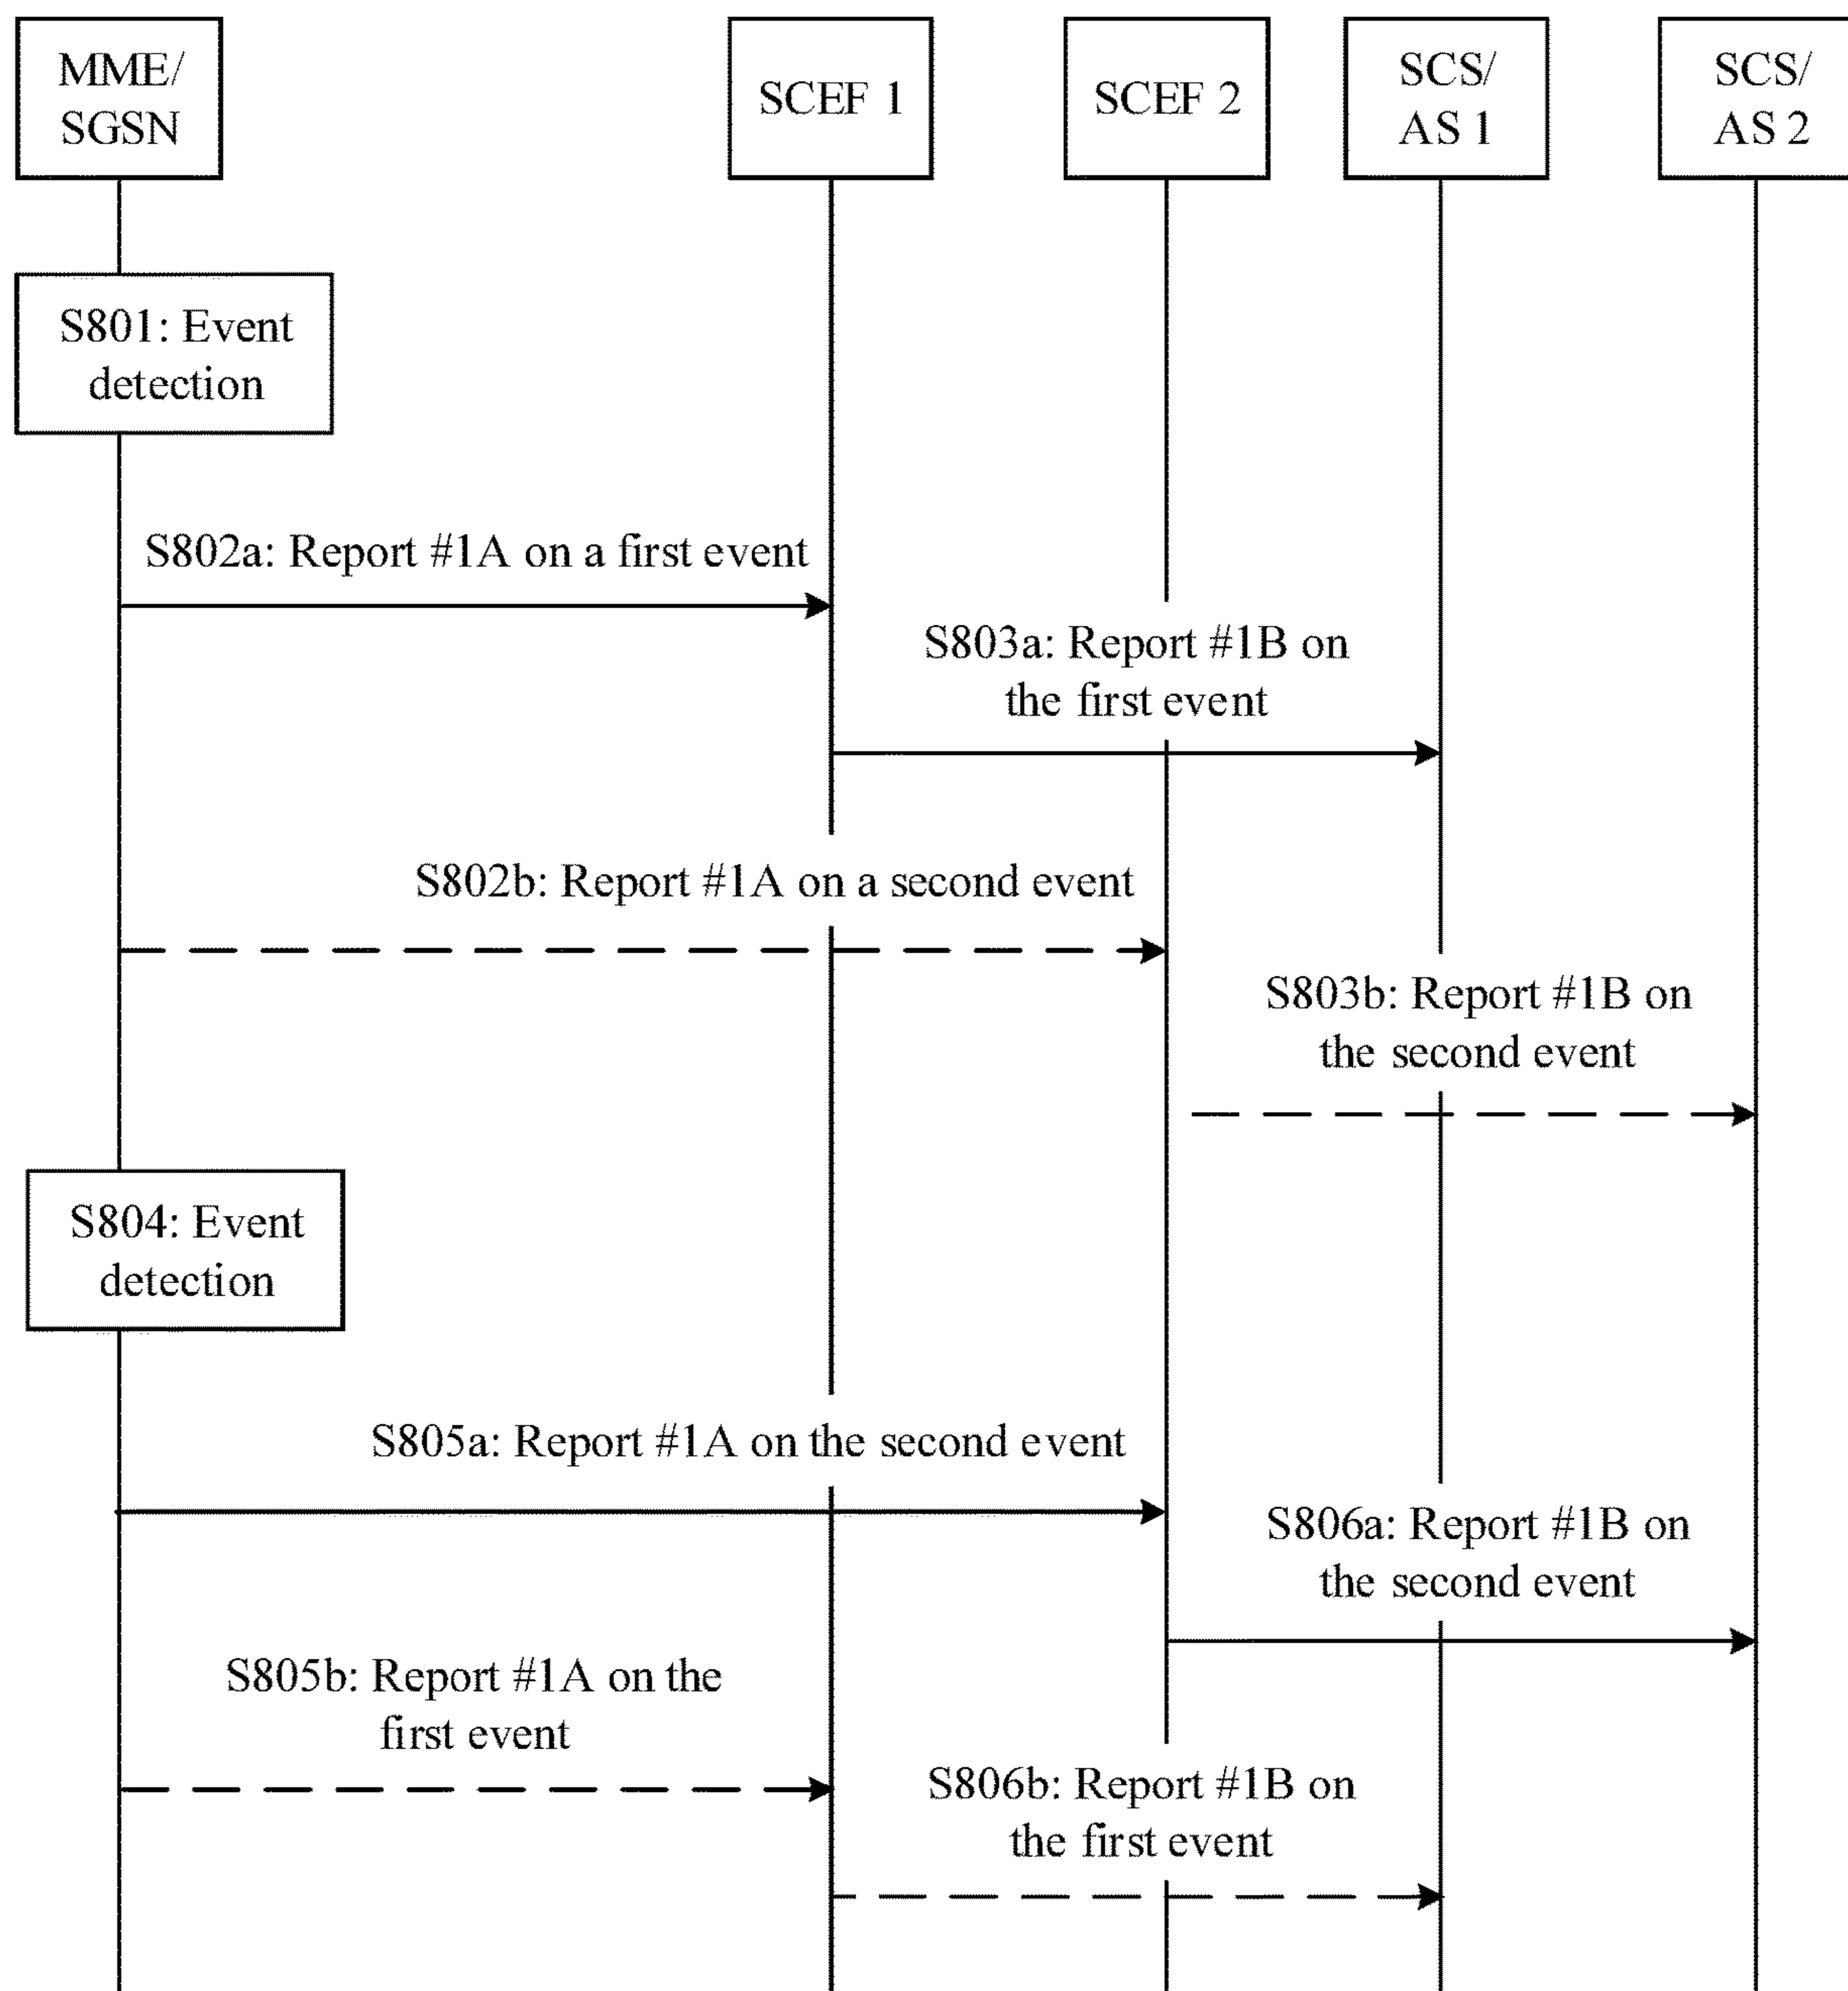 MME/
SGSN
SCEF 1
SCEF 2
SCS/
AS 1
SCS/
AS 2
S801: Event
detection
S802a: Report #1A on a first event
S803a: Report #1B on
the first event
S802b: Report #1A on a second event
S803b: Report #1B on
the second event
S804: Event
detection
S805a: Report #1A on the second event
S806a: Report #1B on
the second event
S805b: Report #1A on the
first event
S806b: Report #1B on
the first event